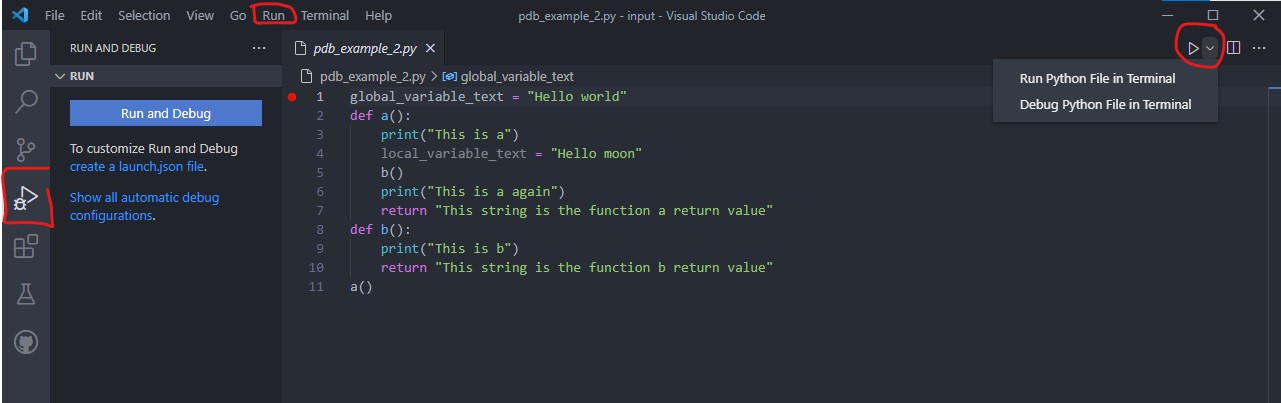 File Edit Selection View Go Run Terminal Help pdb_example_2.py - input - Visual Studio Code
RUN AND DEBUG ···
RUN
Run and Debug
To customize Run and Debug
create a launch.json file.
Show all automatic debug
configurations.
pdb_example_2.py
pdb_example_2.py > global_variable_text
1 global_variable_text = "Hello world"
2 def a():
3 print("This is a")
4 local_variable_text = "Hello moon"
5 b()
6 print("This is a again")
7 return "This string is the function a return value"
8 def b():
9 print("This is b")
10 return "This string is the function b return value"
11 a()
Run Python File in Terminal
Debug Python File in Terminal